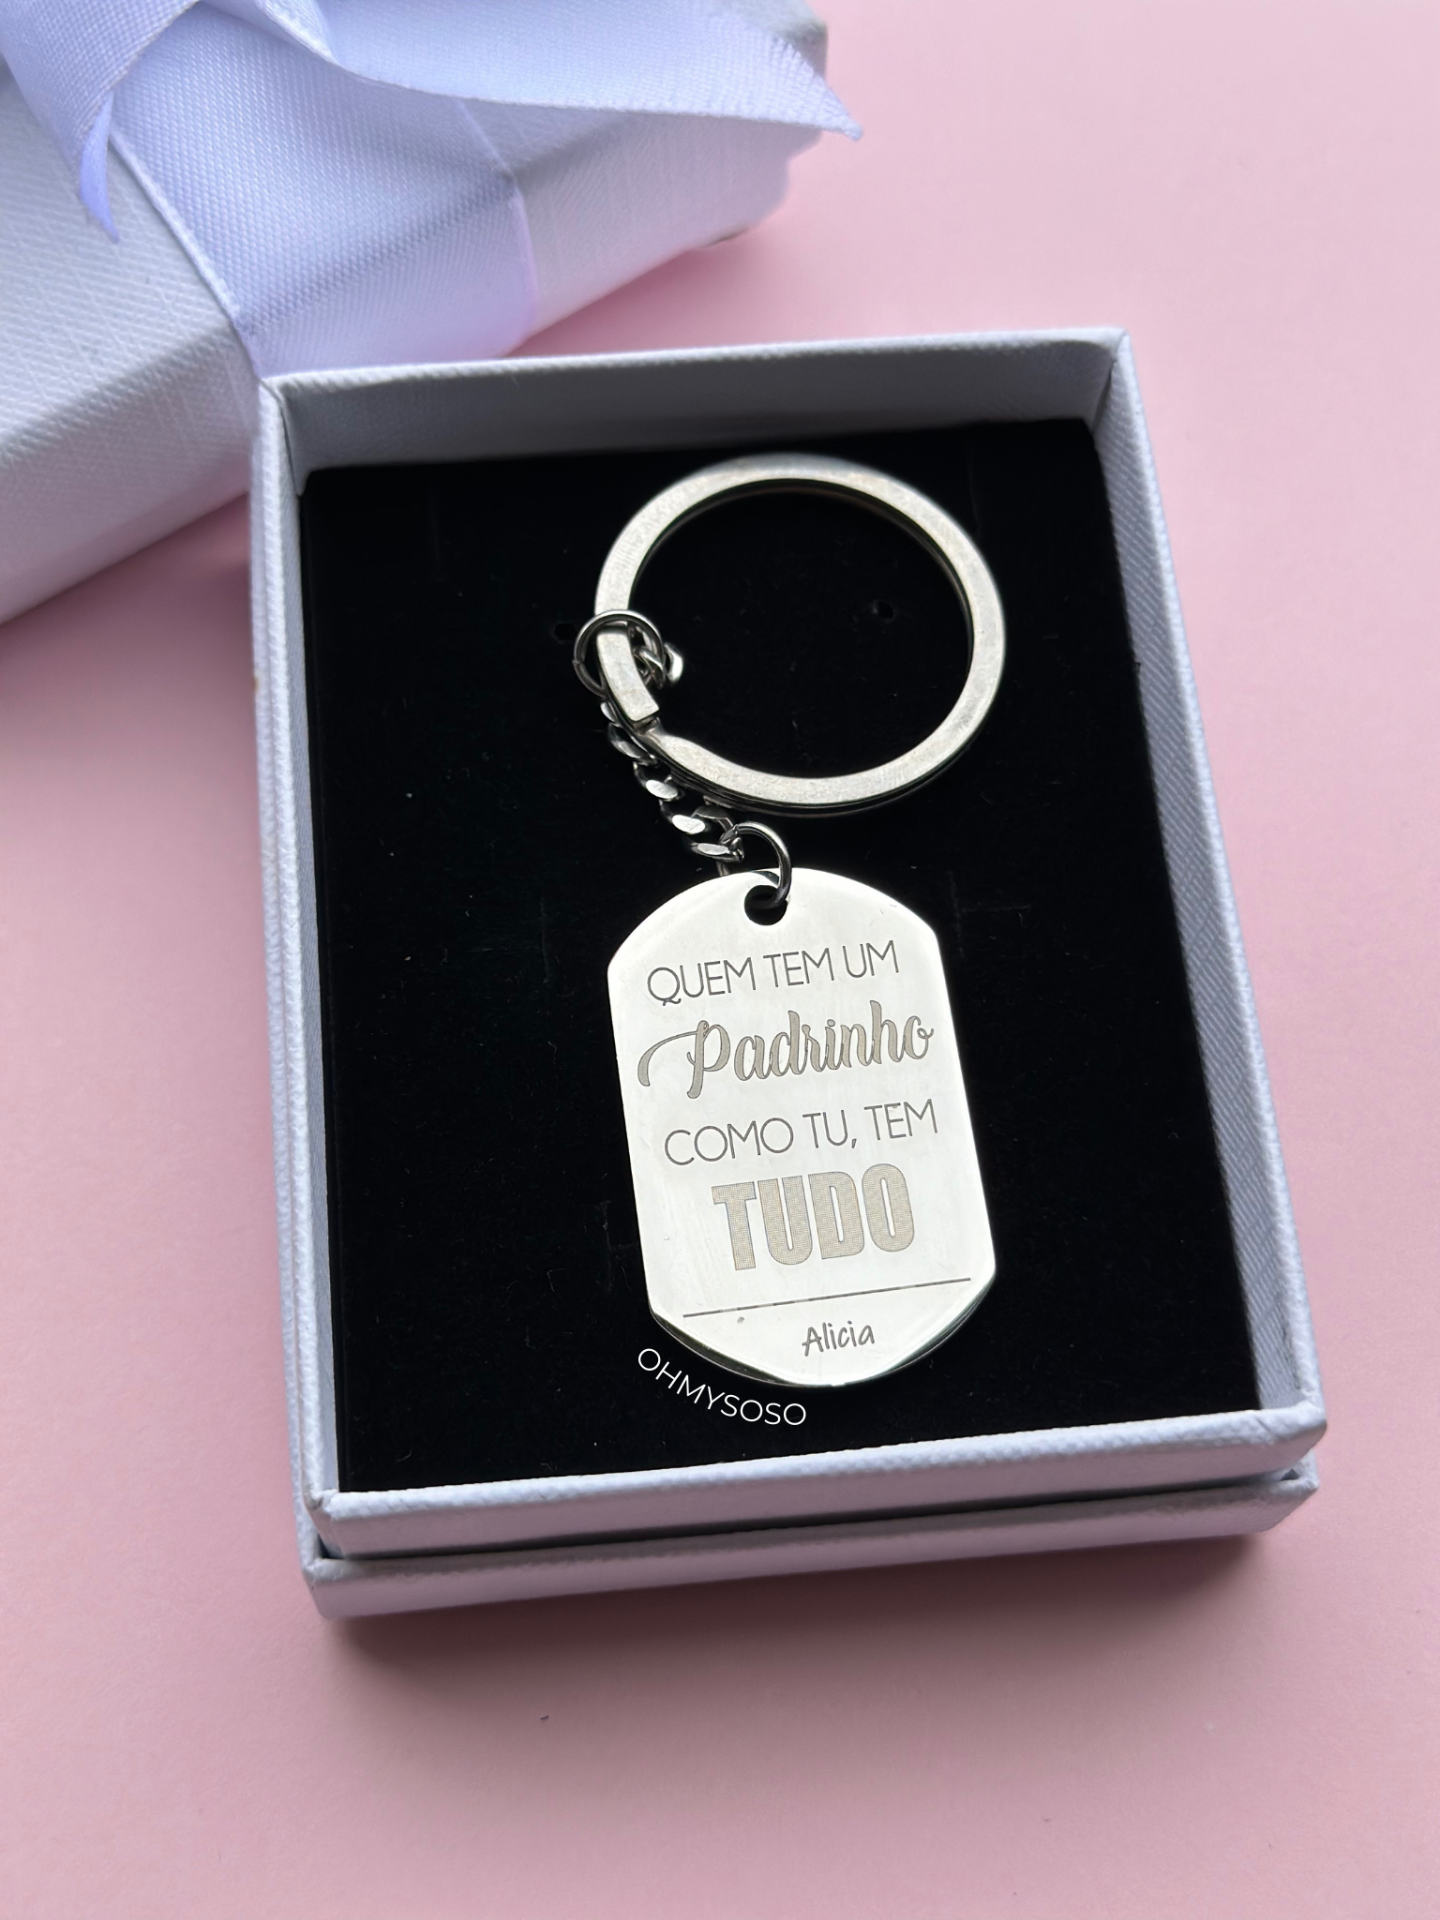 QUEM TEM UM
Padrinho
COMO TU, TEM
TUDO
Alicia
OHMYSOSO